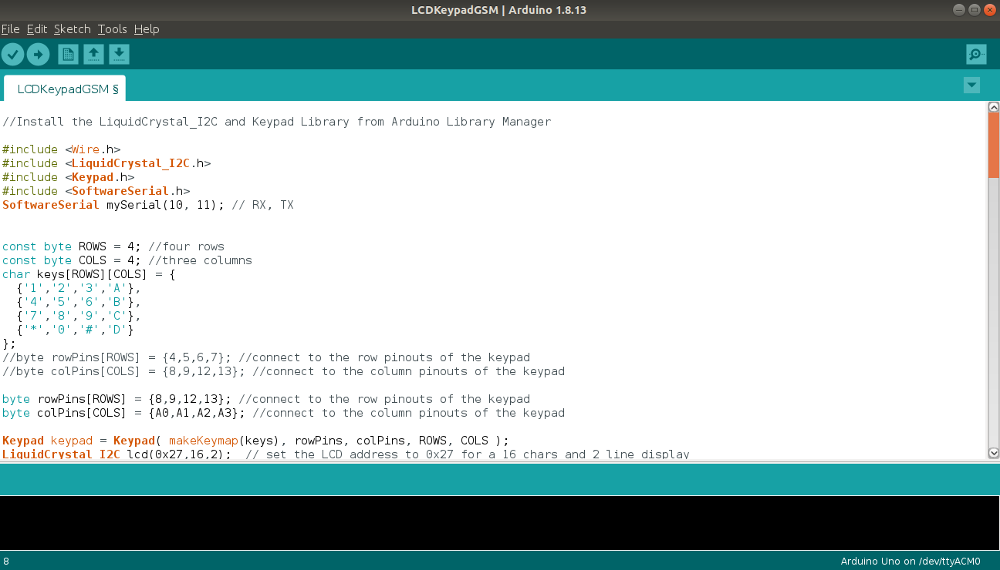 LCDKeypadGSM | Arduino 1.8.13
File Edit Sketch Tools Help
LCDKeypadGSM §
//Install the LiquidCrystal_I2C and Keypad Library from Arduino Library Manager
#include <Wire.h>
#include <LiquidCrystal_I2C.h>
#include <Keypad.h>
#include <SoftwareSerial.h>
SoftwareSerial mySerial(10, 11); // RX, TX
const byte ROWS = 4; //four rows
const byte COLS = 4; //three columns
char keys[ROWS][COLS] = {
  {'1','2','3','A'},
  {'4','5','6','B'},
  {'7','8','9','C'},
  {'*','0','#','D'}
};
//byte rowPins[ROWS] = {4,5,6,7}; //connect to the row pinouts of the keypad
//byte colPins[COLS] = {8,9,12,13}; //connect to the column pinouts of the keypad
byte rowPins[ROWS] = {8,9,12,13}; //connect to the row pinouts of the keypad
byte colPins[COLS] = {A0,A1,A2,A3}; //connect to the column pinouts of the keypad
Keypad keypad = Keypad( makeKeymap(keys), rowPins, colPins, ROWS, COLS );
LiquidCrystal_I2C lcd(0x27,16,2);  // set the LCD address to 0x27 for a 16 chars and 2 line display
8
Arduino Uno on /dev/ttyACM0